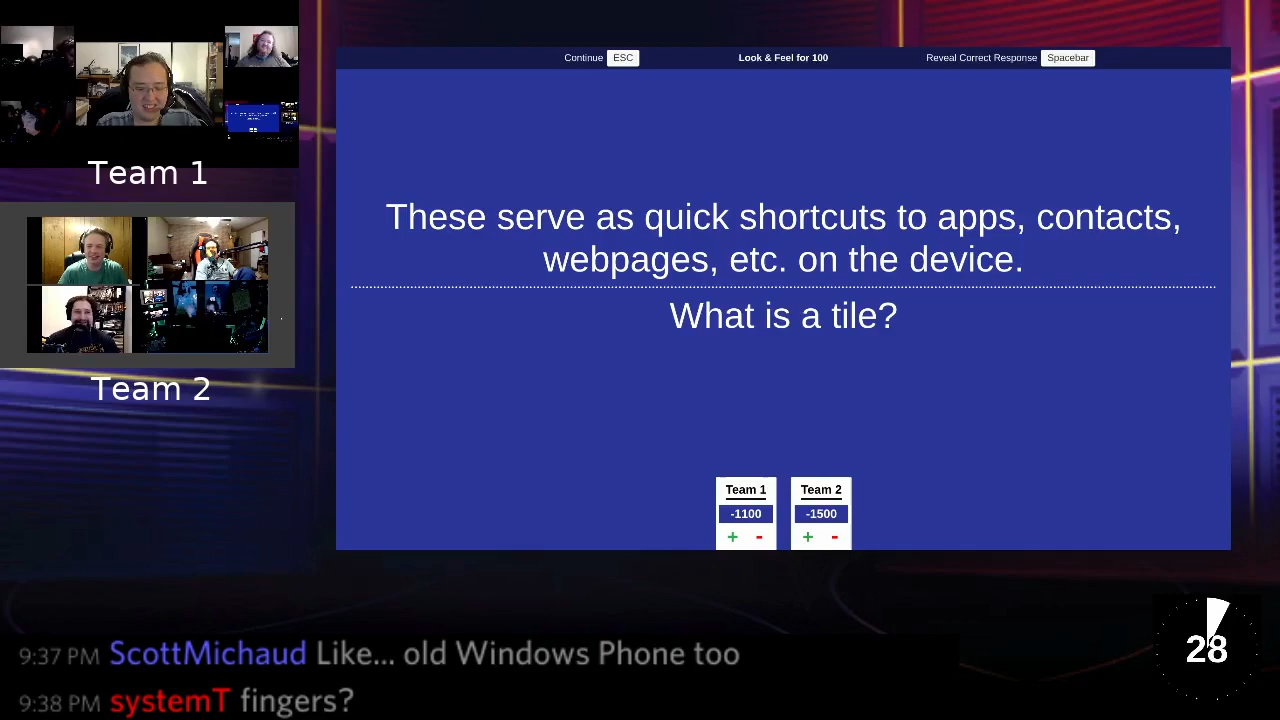 Team 1
Team 2
Continue ESC
Look & Feel for 100
Reveal Correct Response Spacebar
These serve as quick shortcuts to apps, contacts,
webpages, etc. on the device.
What is a tile?
Team 1
-1100
+ -
Team 2
-1500
+ -
9:37 PM ScottMichaud Like... old Windows Phone too
9:38 PM systemT fingers?
28